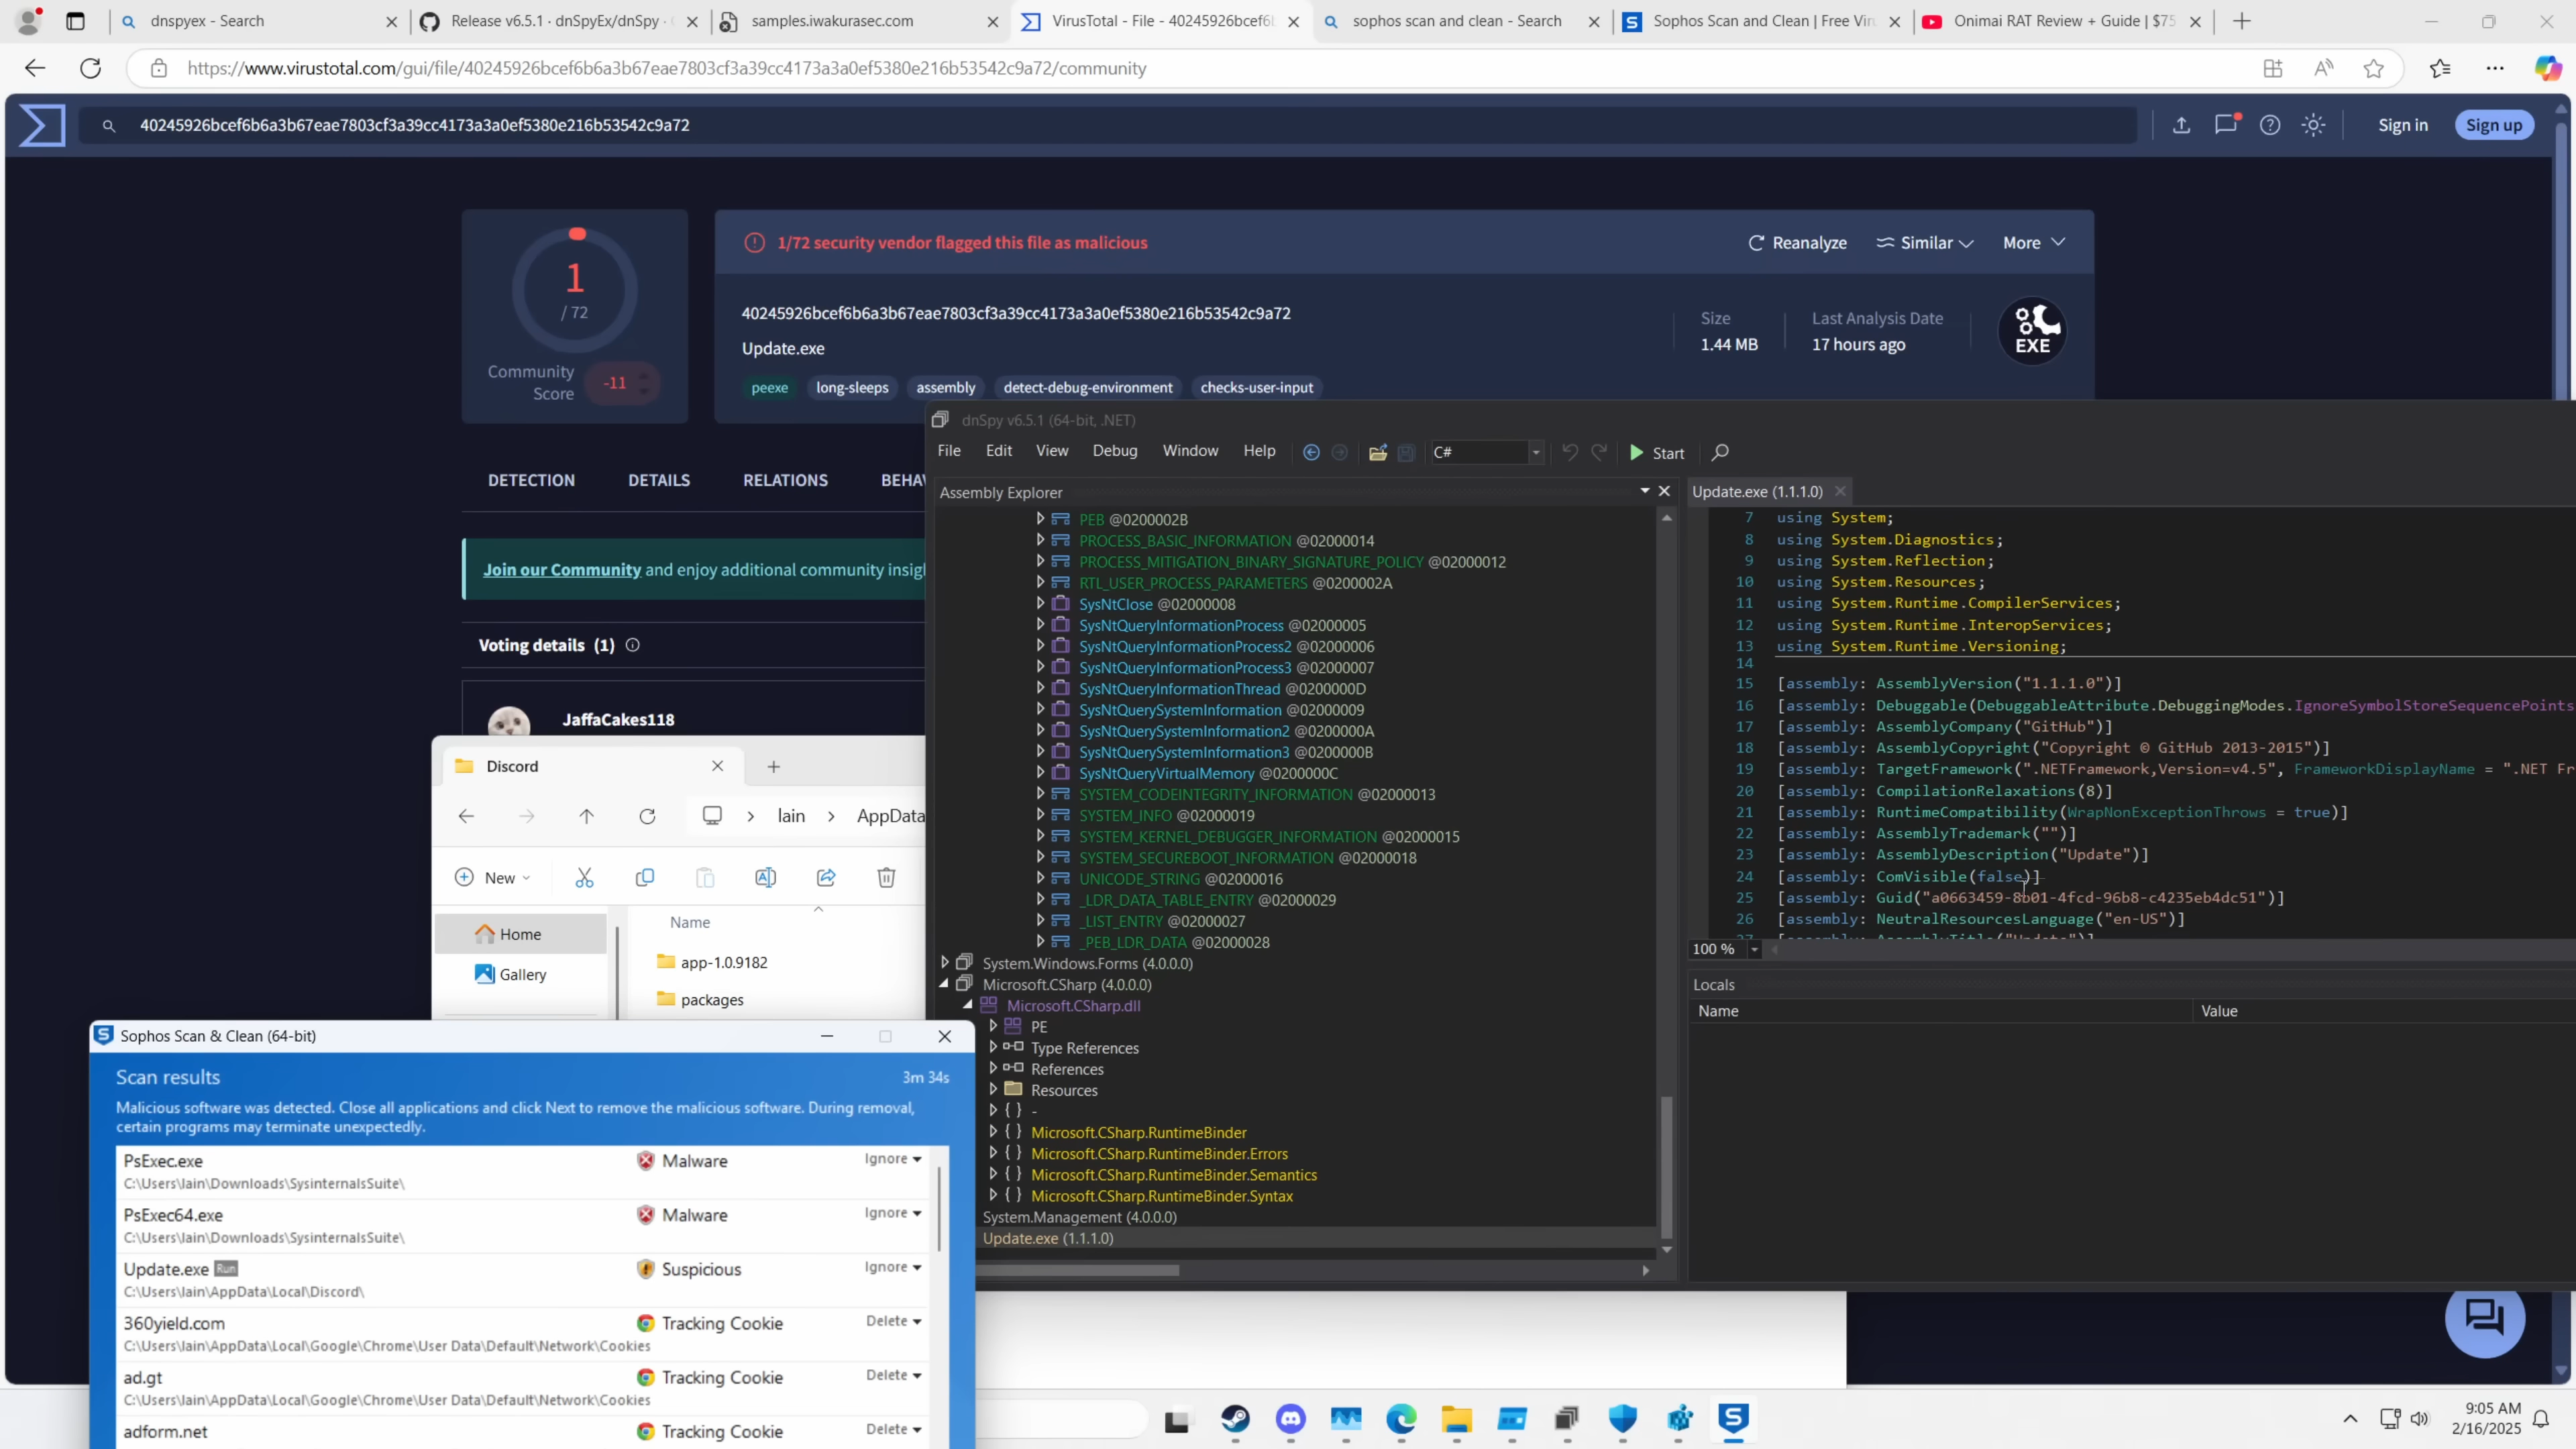 dnspyex - Search
Release v6.5.1 · dnSpyEx/dnSpy ·
samples.iwakurasec.com
VirusTotal - File - 40245926bcef6b
sophos scan and clean - Search
Sophos Scan and Clean | Free Viru
Onimai RAT Review + Guide | $75
https://www.virustotal.com/gui/file/40245926bcef6b6a3b67eae7803cf3a39cc4173a3a0ef5380e216b53542c9a72/community
40245926bcef6b6a3b67eae7803cf3a39cc4173a3a0ef5380e216b53542c9a72
Sign in
Sign up
1
/ 72
Community
Score
-11
1/72 security vendor flagged this file as malicious
Reanalyze
Similar
More
40245926bcef6b6a3b67eae7803cf3a39cc4173a3a0ef5380e216b53542c9a72
Update.exe
Size
1.44 MB
Last Analysis Date
17 hours ago
EXE
peexe
long-sleeps
assembly
detect-debug-environment
checks-user-input
DETECTION
DETAILS
RELATIONS
BEHAV
Join our Community and enjoy additional community insigh
Voting details (1)
JaffaCakes118
dnSpy v6.5.1 (64-bit, .NET)
File
Edit
View
Debug
Window
Help
C#
Start
Assembly Explorer
PEB @0200002B
PROCESS_BASIC_INFORMATION @02000014
PROCESS_MITIGATION_BINARY_SIGNATURE_POLICY @02000012
RTL_USER_PROCESS_PARAMETERS @0200002A
SysNtClose @02000008
SysNtQueryInformationProcess @02000005
SysNtQueryInformationProcess2 @02000006
SysNtQueryInformationProcess3 @02000007
SysNtQueryInformationThread @0200000D
SysNtQuerySystemInformation @02000009
SysNtQuerySystemInformation2 @0200000A
SysNtQuerySystemInformation3 @0200000B
SysNtQueryVirtualMemory @0200000C
SYSTEM_CODEINTEGRITY_INFORMATION @02000013
SYSTEM_INFO @02000019
SYSTEM_KERNEL_DEBUGGER_INFORMATION @02000015
SYSTEM_SECUREBOOT_INFORMATION @02000018
UNICODE_STRING @02000016
_LDR_DATA_TABLE_ENTRY @02000029
_LIST_ENTRY @02000027
_PEB_LDR_DATA @02000028
System.Windows.Forms (4.0.0.0)
Microsoft.CSharp (4.0.0.0)
Microsoft.CSharp.dll
PE
Type References
References
Resources
{ } -
{ } Microsoft.CSharp.RuntimeBinder
{ } Microsoft.CSharp.RuntimeBinder.Errors
{ } Microsoft.CSharp.RuntimeBinder.Semantics
{ } Microsoft.CSharp.RuntimeBinder.Syntax
System.Management (4.0.0.0)
Update.exe (1.1.1.0)
Update.exe (1.1.1.0)
7 using System;
8 using System.Diagnostics;
9 using System.Reflection;
10 using System.Resources;
11 using System.Runtime.CompilerServices;
12 using System.Runtime.InteropServices;
13 using System.Runtime.Versioning;
14
15 [assembly: AssemblyVersion("1.1.1.0")]
16 [assembly: Debuggable(DebuggableAttribute.DebuggingModes.IgnoreSymbolStoreSequencePoints
17 [assembly: AssemblyCompany("GitHub")]
18 [assembly: AssemblyCopyright("Copyright © GitHub 2013-2015")]
19 [assembly: TargetFramework(".NETFramework,Version=v4.5", FrameworkDisplayName = ".NET Fr
20 [assembly: CompilationRelaxations(8)]
21 [assembly: RuntimeCompatibility(WrapNonExceptionThrows = true)]
22 [assembly: AssemblyTrademark("")]
23 [assembly: AssemblyDescription("Update")]
24 [assembly: ComVisible(false)]
25 [assembly: Guid("a0663459-8b01-4fcd-96b8-c4235eb4dc51")]
26 [assembly: NeutralResourcesLanguage("en-US")]
27 [assembly: AssemblyTitle("Update")]
100 %
Locals
Name
Value
Discord
lain
AppData
New
Name
Home
Gallery
app-1.0.9182
packages
Sophos Scan & Clean (64-bit)
Scan results
3m 34s
Malicious software was detected. Close all applications and click Next to remove the malicious software. During removal,
certain programs may terminate unexpectedly.
PsExec.exe
Malware
Ignore
C:\Users\lain\Downloads\SysinternalsSuite\
PsExec64.exe
Malware
Ignore
C:\Users\lain\Downloads\SysinternalsSuite\
Update.exe Run
Suspicious
Ignore
C:\Users\lain\AppData\Local\Discord\
360yield.com
Tracking Cookie
Delete
C:\Users\lain\AppData\Local\Google\Chrome\User Data\Default\Network\Cookies
ad.gt
Tracking Cookie
Delete
C:\Users\lain\AppData\Local\Google\Chrome\User Data\Default\Network\Cookies
adform.net
Tracking Cookie
Delete
9:05 AM
2/16/2025